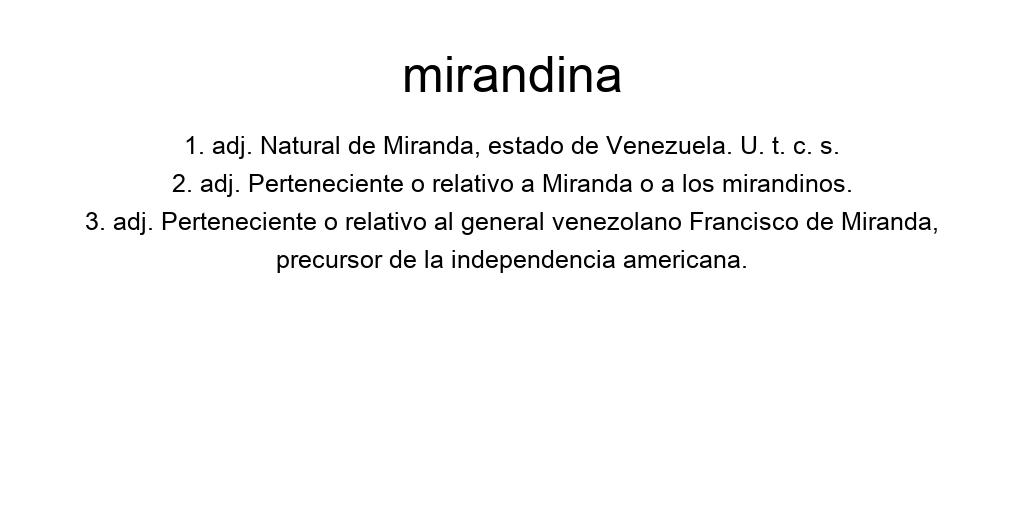 mirandina
1. adj. Natural de Miranda, estado de Venezuela. U. t. c. s.
2. adj. Perteneciente o relativo a Miranda o a los mirandinos.
3. adj. Perteneciente o relativo al general venezolano Francisco de Miranda,
precursor de la independencia americana.